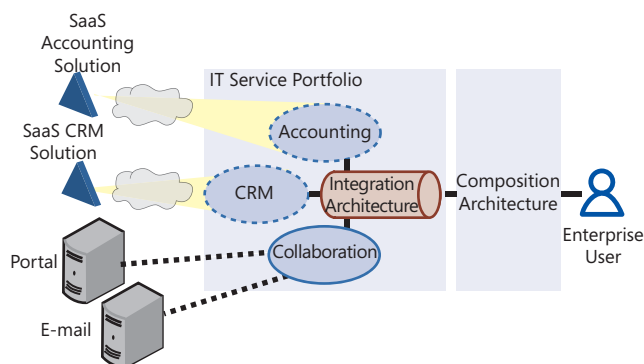 SaaS
Accounting
Solution
IT Service Portfolio
Accounting
SaaS CRM
Solution
CRM
Integration
Architecture
Composition
Architecture
Enterprise
User
Collaboration
Portal
E-mail